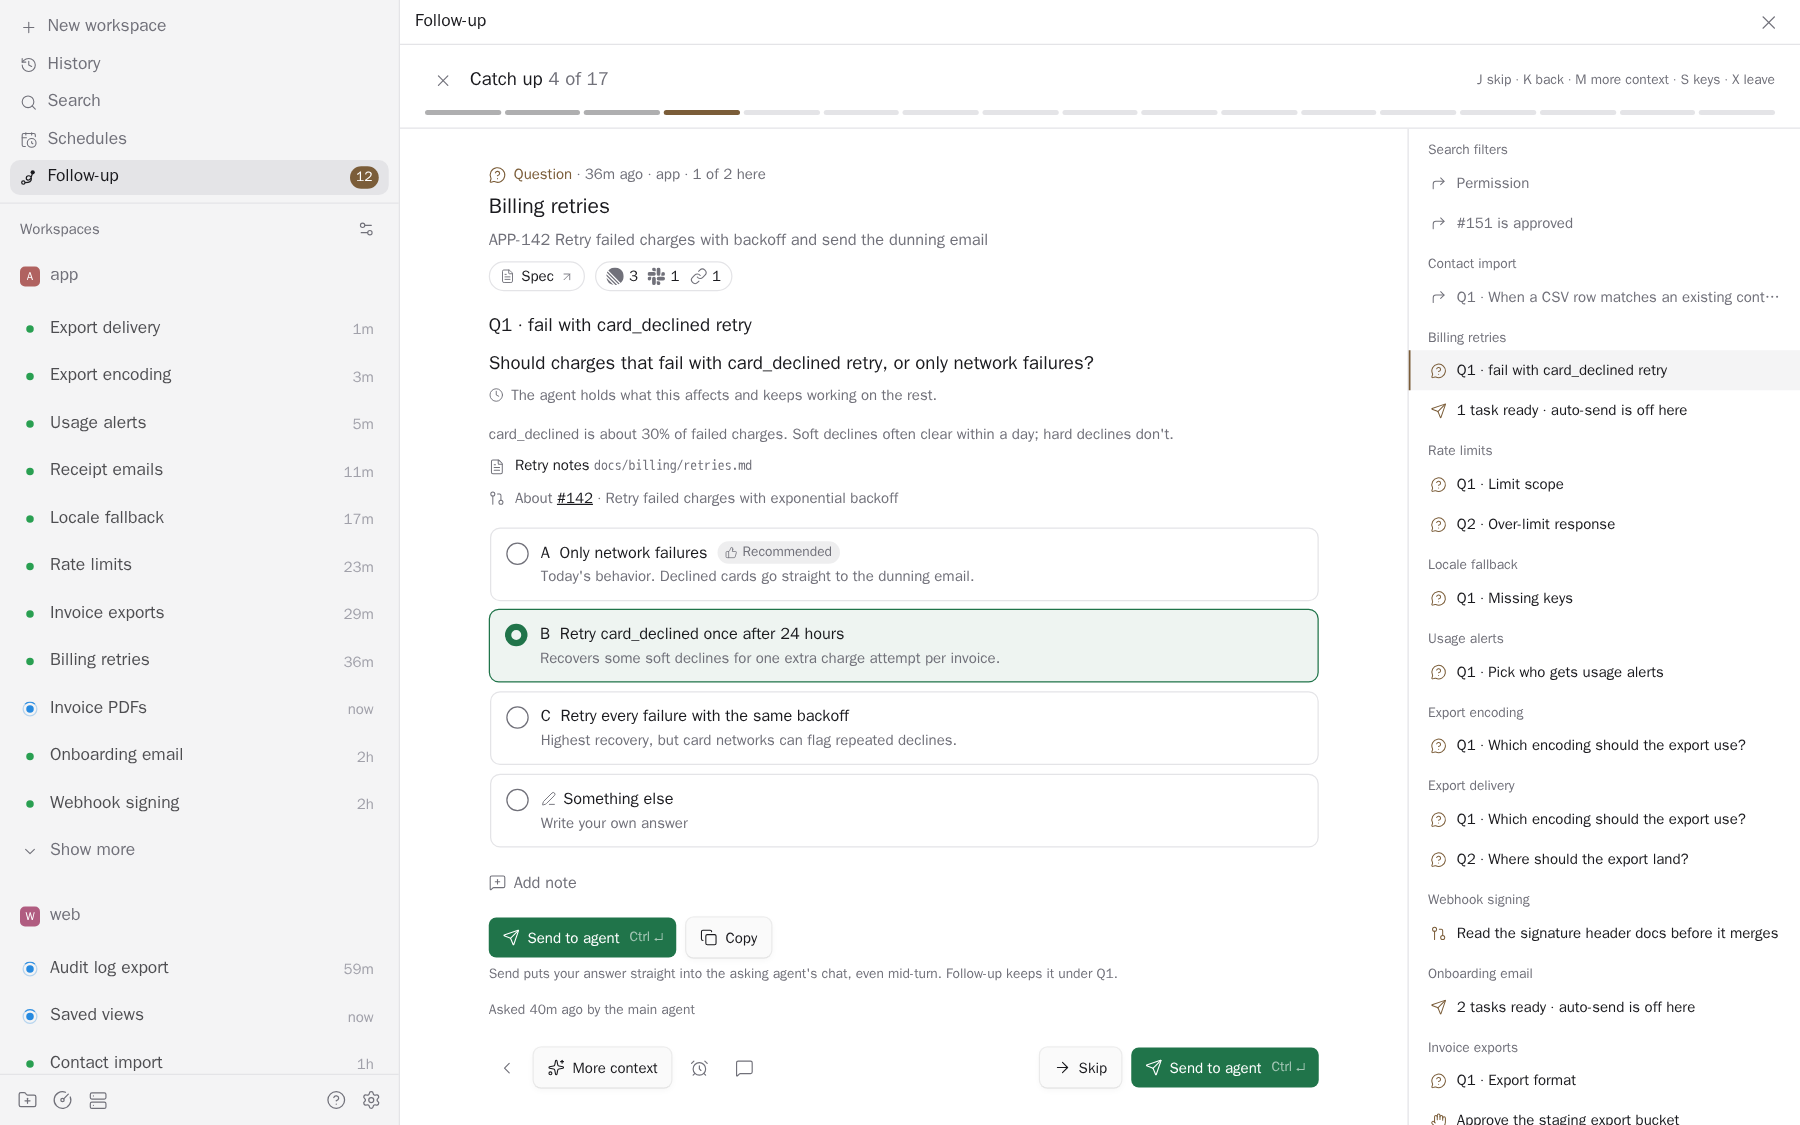 New workspace
History
Search
Schedules
Follow-up 12
Workspaces
A app
Export delivery 1m
Export encoding 3m
Usage alerts 5m
Receipt emails 11m
Locale fallback 17m
Rate limits 23m
Invoice exports 29m
Billing retries 36m
Invoice PDFs now
Onboarding email 2h
Webhook signing 2h
Show more
W web
Audit log export 59m
Saved views now
Contact import 1h
Follow-up
Catch up 4 of 17
J skip · K back · M more context · S keys · X leave
Question · 36m ago · app · 1 of 2 here
Billing retries
APP-142 Retry failed charges with backoff and send the dunning email
Spec 3 1 1
Q1 · fail with card_declined retry
Should charges that fail with card_declined retry, or only network failures?
The agent holds what this affects and keeps working on the rest.
card_declined is about 30% of failed charges. Soft declines often clear within a day; hard declines don't.
Retry notes docs/billing/retries.md
About #142 · Retry failed charges with exponential backoff
A Only network failures Recommended
Today's behavior. Declined cards go straight to the dunning email.
B Retry card_declined once after 24 hours
Recovers some soft declines for one extra charge attempt per invoice.
C Retry every failure with the same backoff
Highest recovery, but card networks can flag repeated declines.
Something else
Write your own answer
Add note
Send to agent Ctrl ↵ Copy
Send puts your answer straight into the asking agent's chat, even mid-turn. Follow-up keeps it under Q1.
Asked 40m ago by the main agent
More context Skip Send to agent Ctrl ↵
Search filters
Permission
#151 is approved
Contact import
Q1 · When a CSV row matches an existing cont···
Billing retries
Q1 · fail with card_declined retry
1 task ready · auto-send is off here
Rate limits
Q1 · Limit scope
Q2 · Over-limit response
Locale fallback
Q1 · Missing keys
Usage alerts
Q1 · Pick who gets usage alerts
Export encoding
Q1 · Which encoding should the export use?
Export delivery
Q1 · Which encoding should the export use?
Q2 · Where should the export land?
Webhook signing
Read the signature header docs before it merges
Onboarding email
2 tasks ready · auto-send is off here
Invoice exports
Q1 · Export format
Approve the staging export bucket